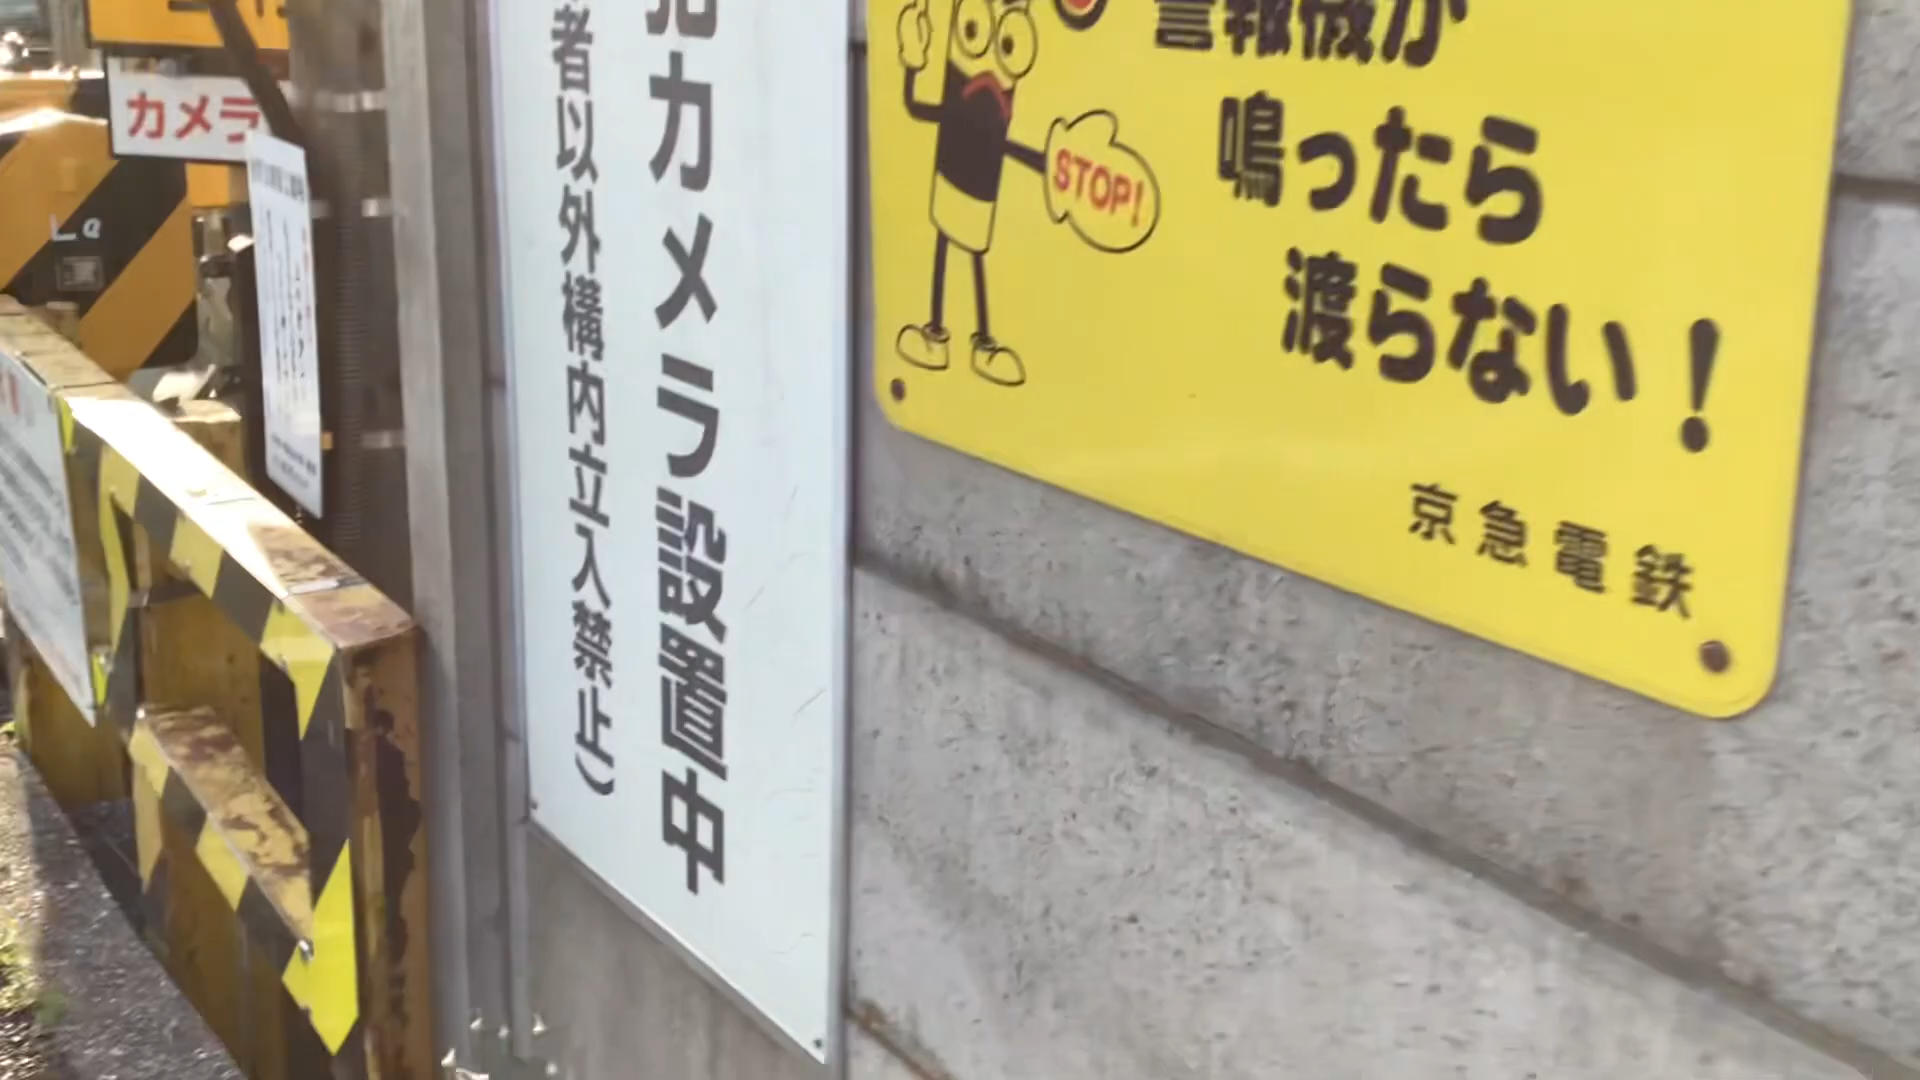 カメラ
カメラ設置中
者以外構内立入禁止）
警報機が
鳴ったら
渡らない！
STOP!
京急電鉄